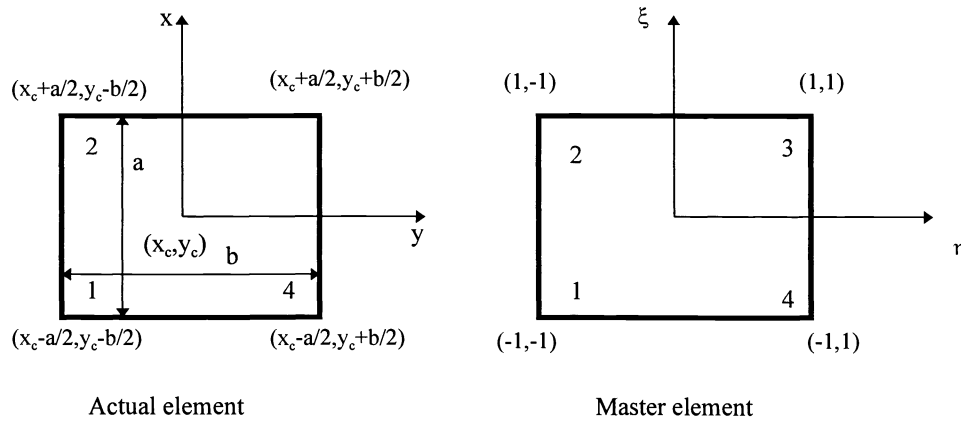 x
ξ
(x_c+a/2,y_c-b/2)
(x_c+a/2,y_c+b/2)
(1,-1)
(1,1)
2
a
2
3
(x_c,y_c)
b
y
η
1
4
1
4
(x_c-a/2,y_c-b/2)
(x_c-a/2,y_c+b/2)
(-1,-1)
(-1,1)
Actual element
Master element